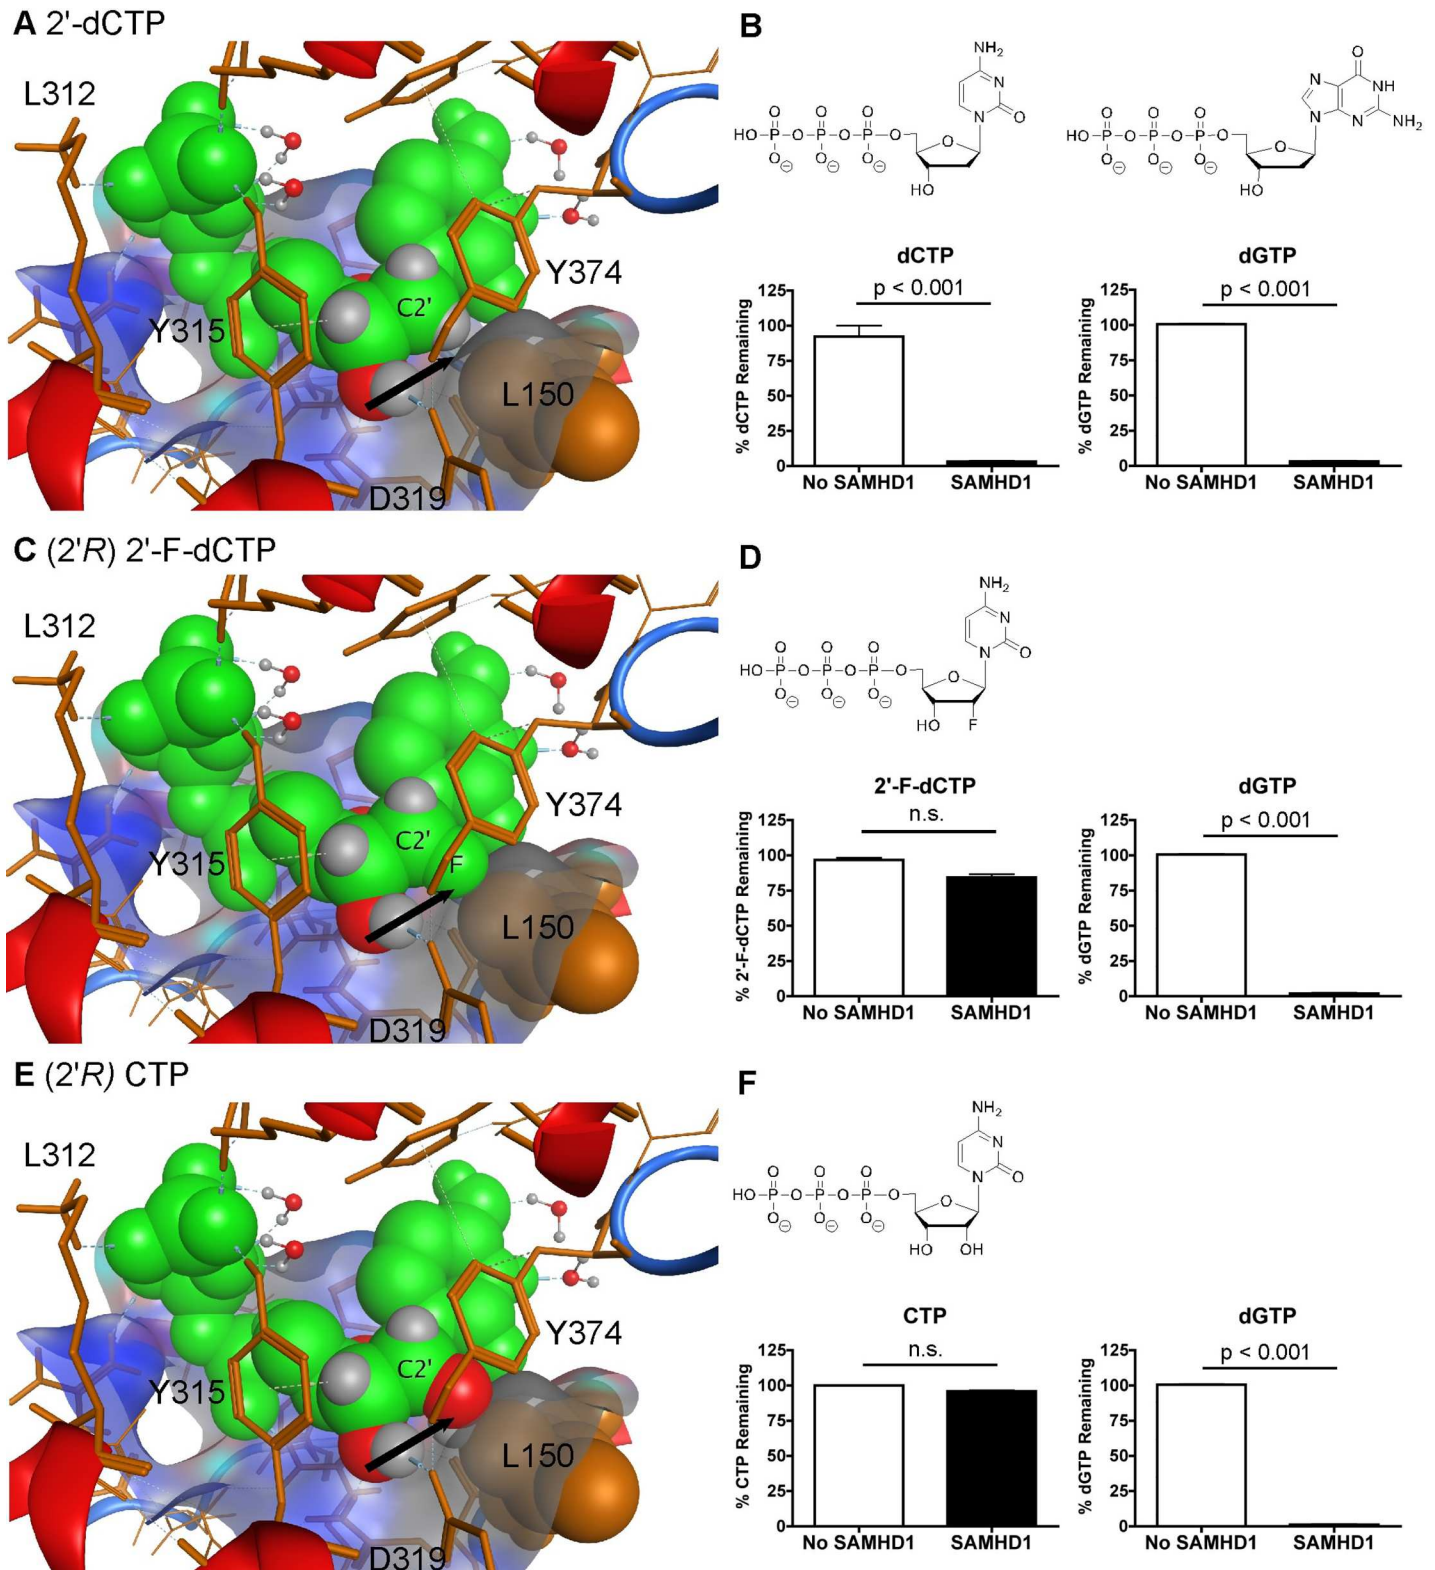 A 2'-dCTP
L312
Y315
C2'
Y374
L150
D319
B
NH2
N
N
O
O
O
O
HO P O P O P O
O⊖ O⊖ O⊖
O
HO
O
N
NH
N
N
NH2
O
O
O
HO P O P O P O
O⊖ O⊖ O⊖
O
HO
dCTP
p < 0.001
% dCTP Remaining
125
100
75
50
25
0
No SAMHD1 SAMHD1
dGTP
p < 0.001
% dGTP Remaining
125
100
75
50
25
0
No SAMHD1 SAMHD1
C (2'R) 2'-F-dCTP
L312
Y315
C2'
F
Y374
L150
D319
D
NH2
N
N
O
O
O
O
HO P O P O P O
O⊖ O⊖ O⊖
O
HO F
2'-F-dCTP
n.s.
% 2'-F-dCTP Remaining
125
100
75
50
25
0
No SAMHD1 SAMHD1
dGTP
p < 0.001
% dGTP Remaining
125
100
75
50
25
0
No SAMHD1 SAMHD1
E (2'R) CTP
L312
Y315
C2'
Y374
L150
D319
F
NH2
N
N
O
O
O
O
HO P O P O P O
O⊖ O⊖ O⊖
O
HO OH
CTP
n.s.
% CTP Remaining
125
100
75
50
25
0
No SAMHD1 SAMHD1
dGTP
p < 0.001
% dGTP Remaining
125
100
75
50
25
0
No SAMHD1 SAMHD1